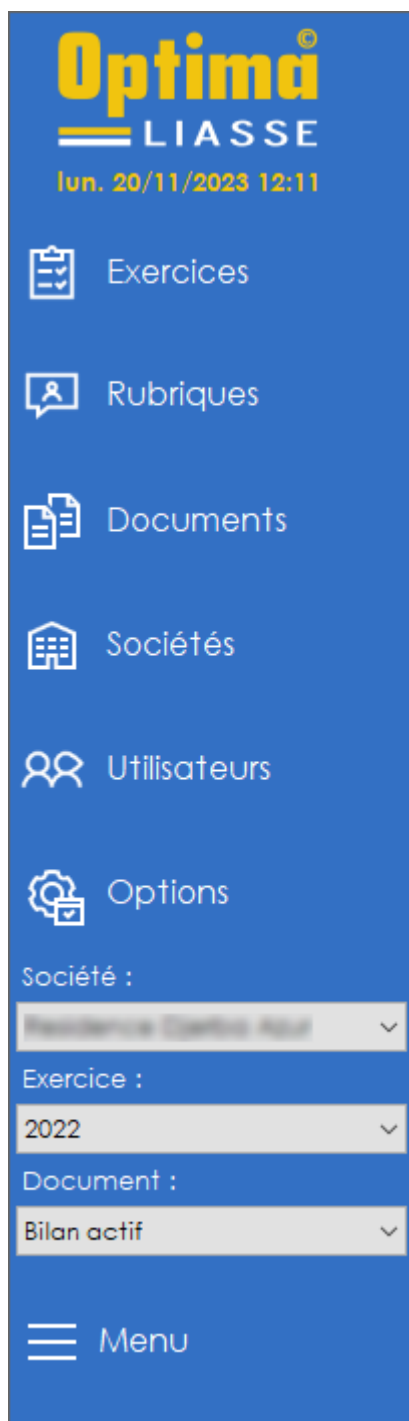 Optima©
LIASSE
lun. 20/11/2023 12:11
Exercices
Rubriques
Documents
Sociétés
Utilisateurs
Options
Société :
Exercice :
2022
Document :
Bilan actif
Menu